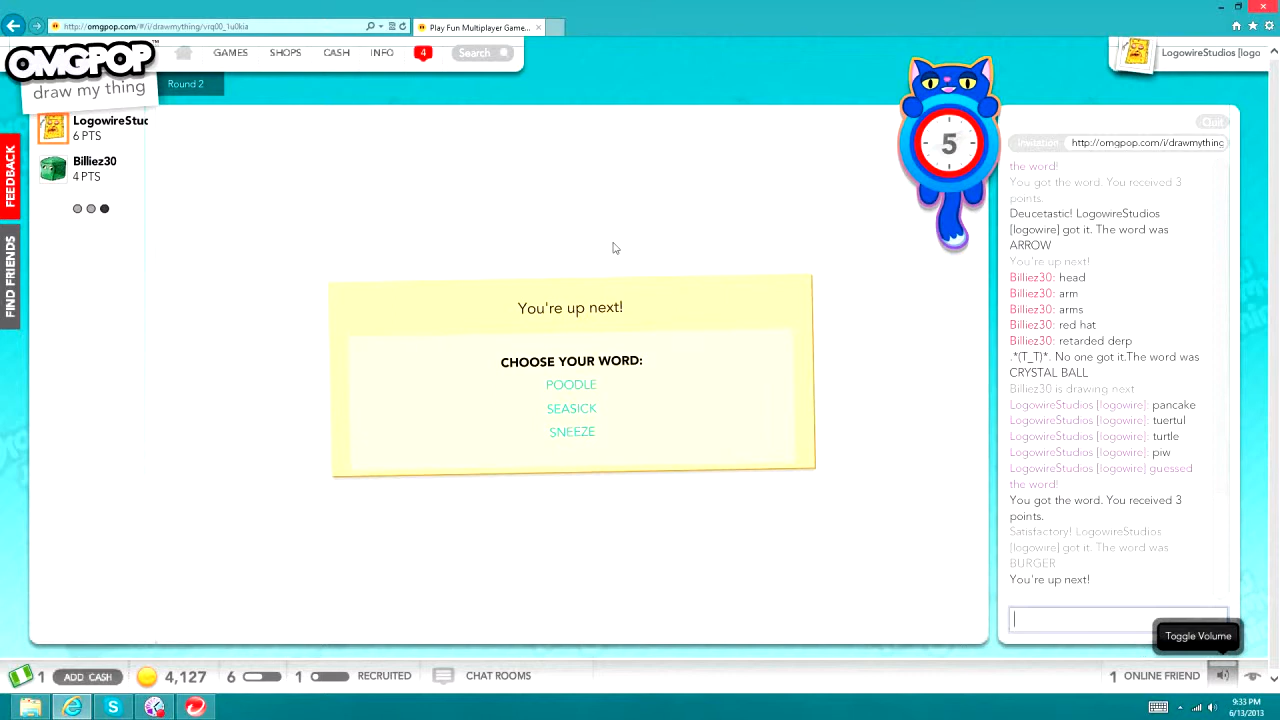 http://omgpop.com/#/i/drawmything/vrq00_1u0kia
Play Fun Multiplayer Game...
OMGPOP
draw my thing
GAMES
SHOPS
CASH
INFO
4
Search
LogowireStudios [logo
Round 2
FEEDBACK
FIND FRIENDS
LogowireStud
6 PTS
Billiez30
4 PTS
5
Quit
Invitation
http://omgpop.com/i/drawmything
You're up next!
CHOOSE YOUR WORD:
POODLE
SEASICK
SNEEZE
the word!
You got the word. You received 3
points.
Deucetastic! LogowireStudios
[logowire] got it. The word was
ARROW
You're up next!
Billiez30: head
Billiez30: arm
Billiez30: arms
Billiez30: red hat
Billiez30: retarded derp
.*(T_T)*. No one got it.The word was
CRYSTAL BALL
Billiez30 is drawing next
LogowireStudios [logowire]: pancake
LogowireStudios [logowire]: tuertul
LogowireStudios [logowire]: turtle
LogowireStudios [logowire]: piw
LogowireStudios [logowire] guessed
the word!
You got the word. You received 3
points.
Satisfactory! LogowireStudios
[logowire] got it. The word was
BURGER
You're up next!
Toggle Volume
1
ADD CASH
4,127
6
1
RECRUITED
CHAT ROOMS
1 ONLINE FRIEND
9:33 PM
6/13/2013